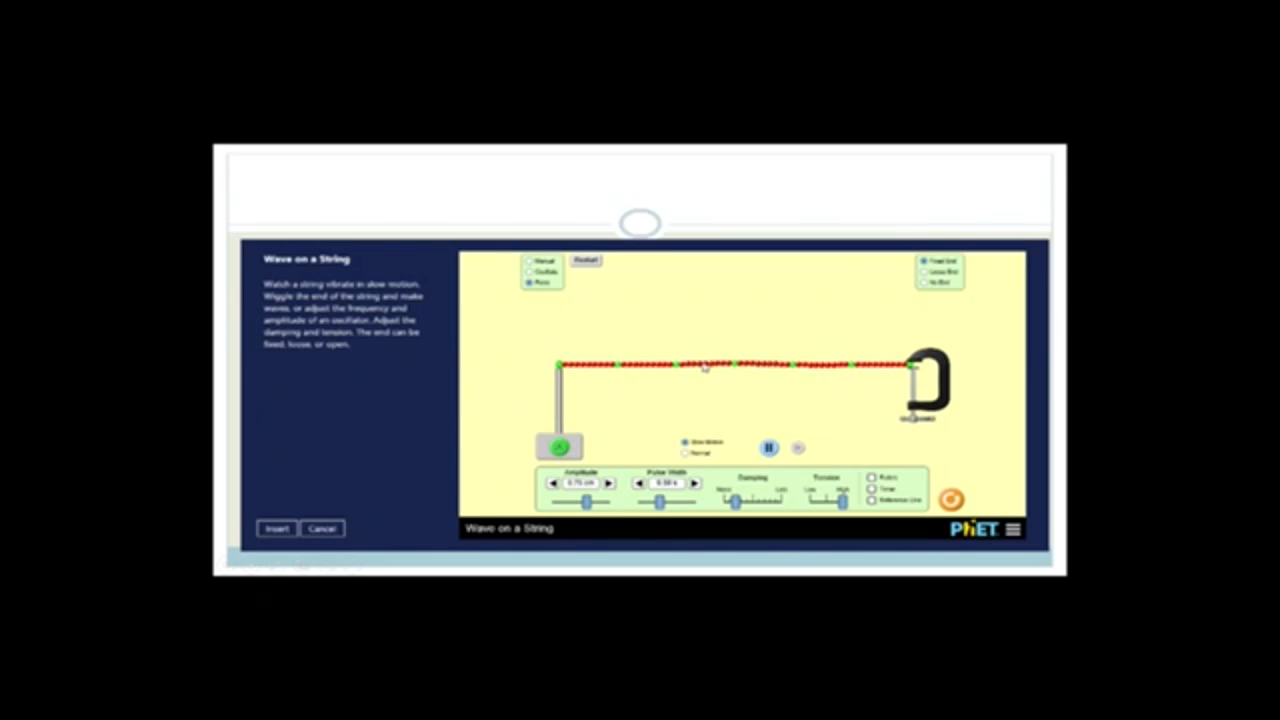 Wave on a String
Watch a string vibrate in slow motion.
Wiggle the end of the string and make
waves, or adjust the frequency and
amplitude of an oscillator. Adjust the
damping and tension. The end can be
fixed, loose, or open.
Manual
Oscillate
Pulse
Restart
Fixed End
Loose End
No End
Slow Motion
Normal
Amplitude
0.75 cm
Pulse Width
Damping
None
Lots
Tension
Low
High
Rulers
Timer
Reference Line
Insert
Cancel
Wave on a String
PhET